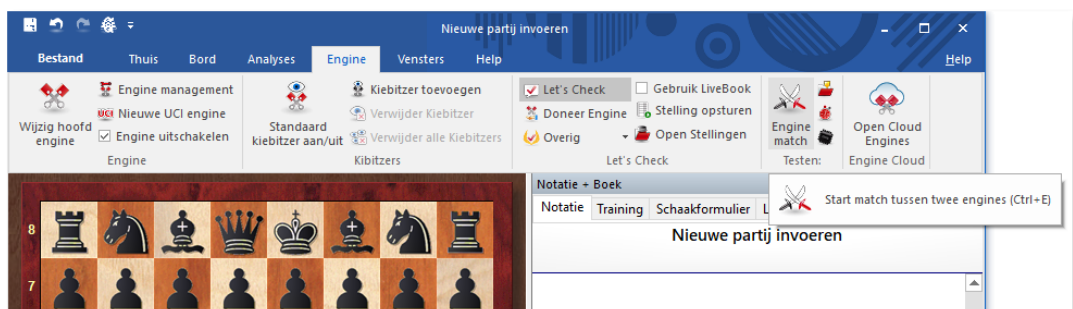 Nieuwe partij invoeren
Bestand Thuis Bord Analyses Engine Vensters Help Help
Wijzig hoofd engine
Engine management
UCI Nieuwe UCI engine
Engine uitschakelen
Engine
Standaard
kiebitzer aan/uit
Kiebitzer toevoegen
Verwijder Kiebitzer
Verwijder alle Kiebitzers
Kibitzers
Let's Check
Doneer Engine
Overig
Gebruik LiveBook
Stelling opsturen
Open Stellingen
Let's Check
Engine
match
Testen:
Open Cloud
Engines
Engine Cloud
Notatie + Boek
Notatie Training Schaakformulier L
Start match tussen twee engines (Ctrl+E)
Nieuwe partij invoeren
8
7